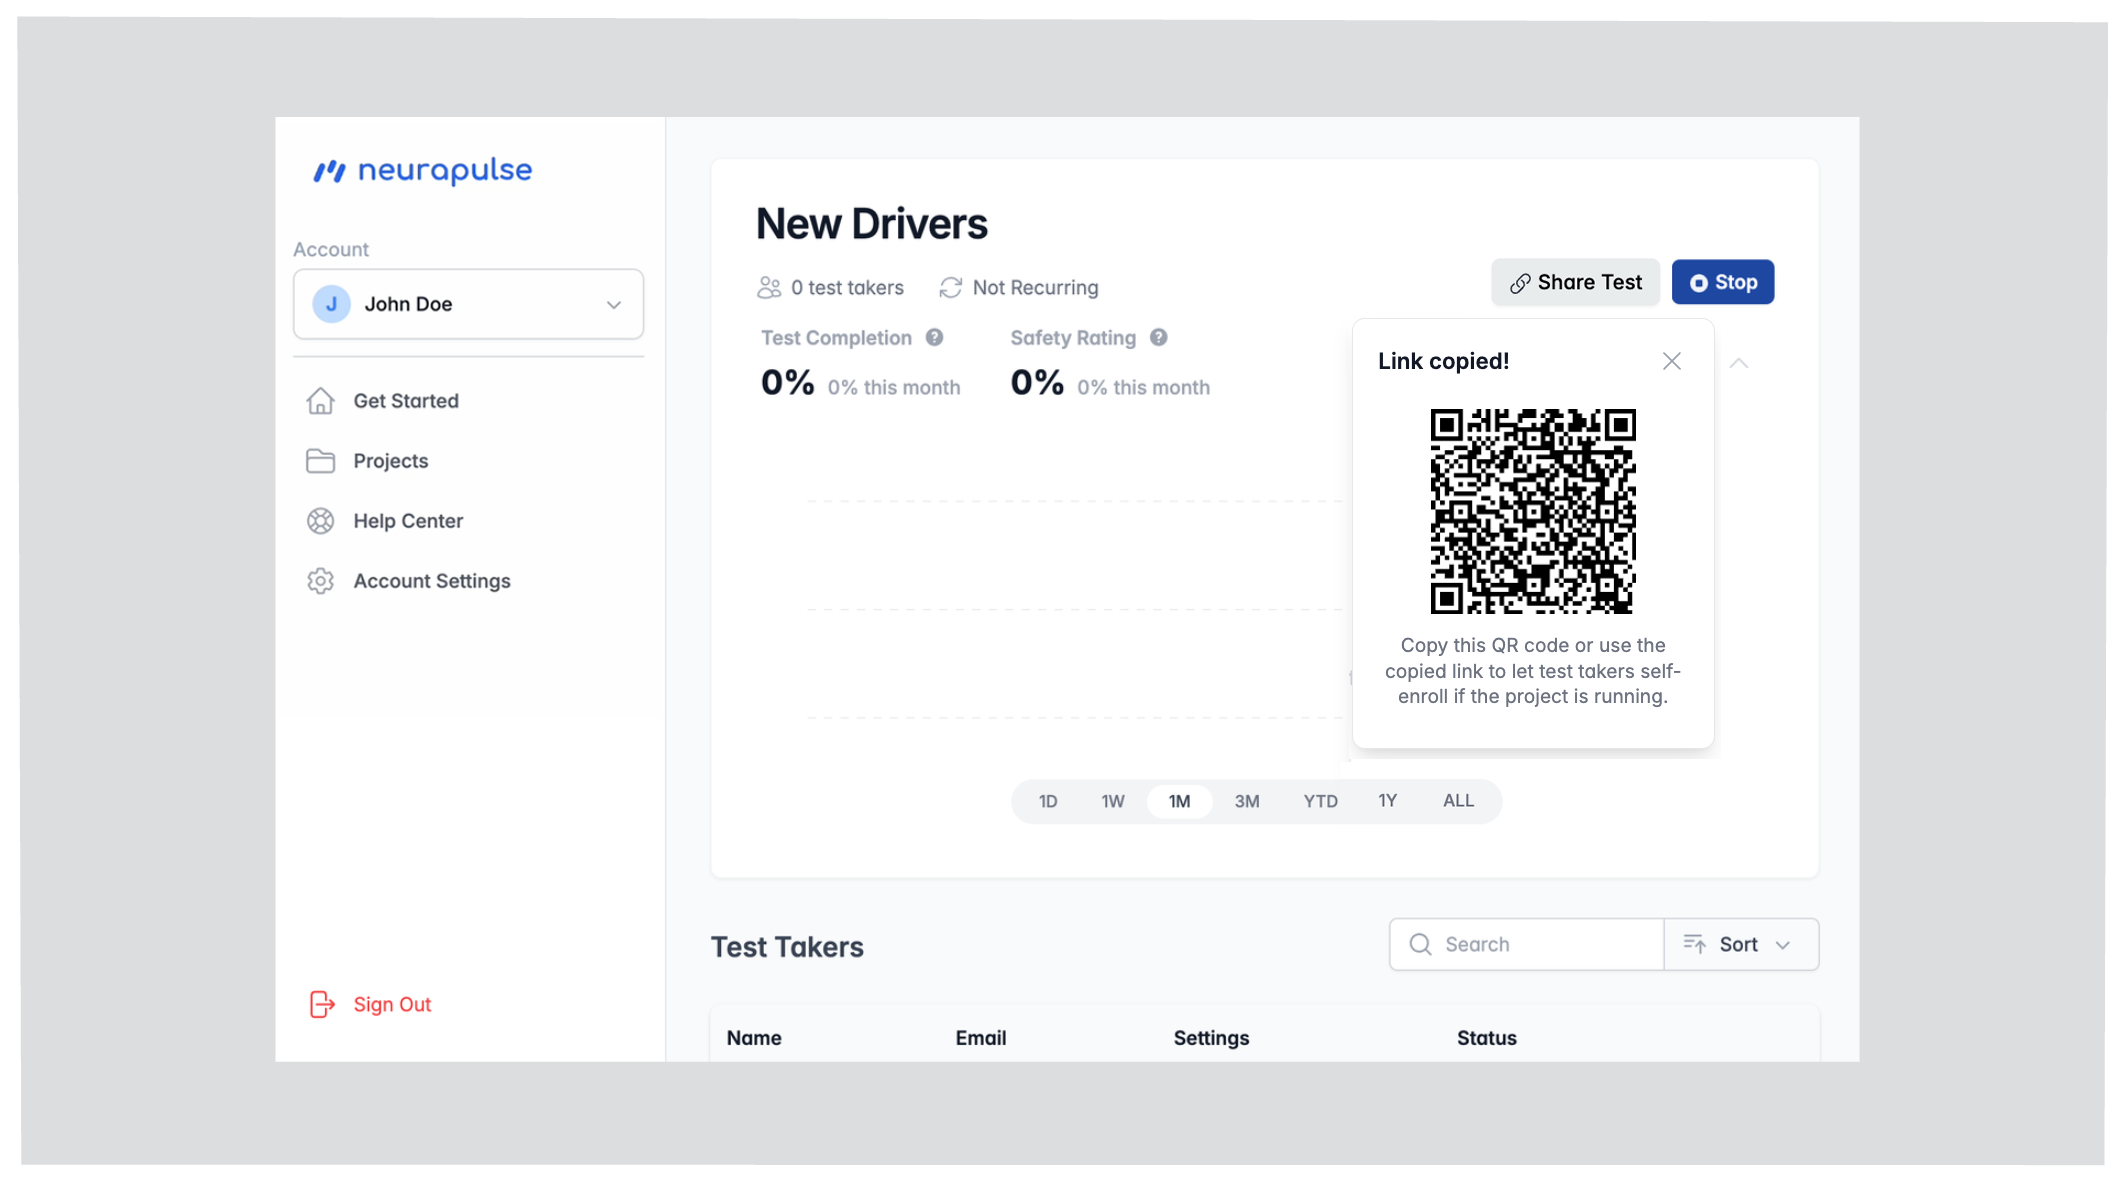 neurapulse
Account
J John Doe
Get Started
Projects
Help Center
Account Settings
Sign Out
New Drivers
0 test takers Not Recurring
Share Test Stop
Test Completion ? Safety Rating ?
0% 0% this month 0% 0% this month
Link copied!
Copy this QR code or use the
copied link to let test takers self-
enroll if the project is running.
1D 1W 1M 3M YTD 1Y ALL
Test Takers
Search Sort
Name Email Settings Status